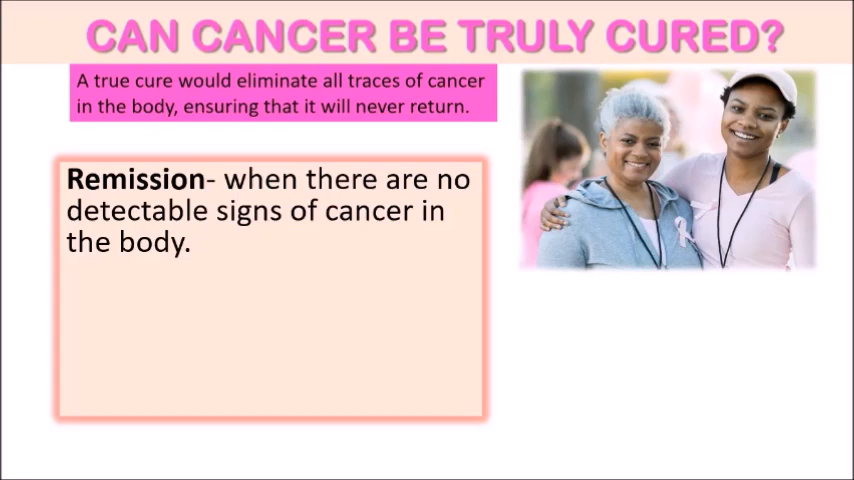 CAN CANCER BE TRULY CURED?
A true cure would eliminate all traces of cancer
in the body, ensuring that it will never return.
Remission- when there are no
detectable signs of cancer in
the body.